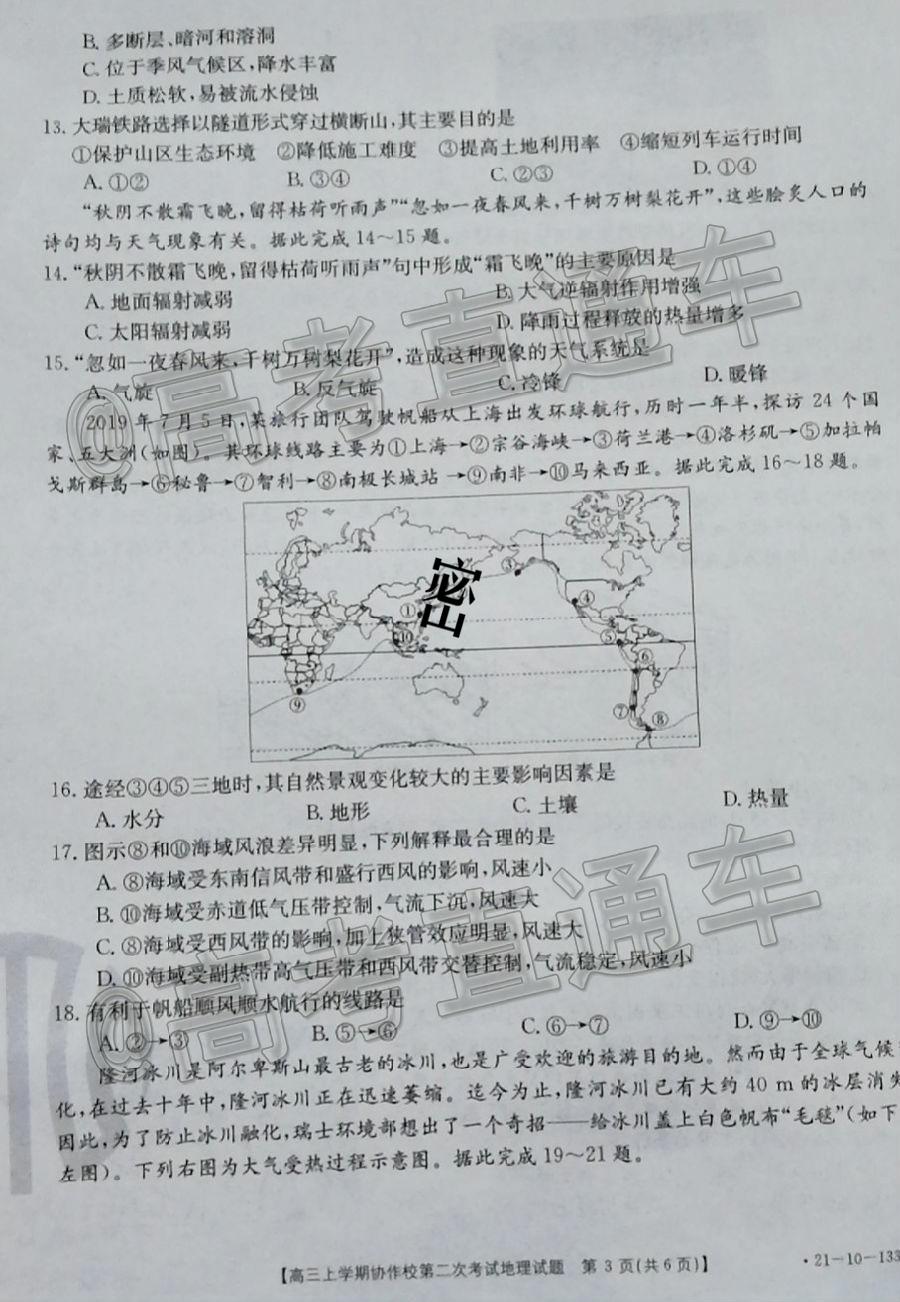 B. 多断层、暗河和溶洞
C. 位于季风气候区,降水丰富
D. 土质松软,易被流水侵蚀
13. 大瑞铁路选择以隧道形式穿过横断山,其主要目的是
①保护山区生态环境 ②降低施工难度 ③提高土地利用率 ④缩短列车运行时间
A. ①② B. ③④ C. ②③ D. ①④
“秋阴不散霜飞晚,留得枯荷听雨声”“忽如一夜春风来,千树万树梨花开”,这些脍炙人口的
诗句均与天气现象有关。据此完成14～15题。
14. “秋阴不散霜飞晚,留得枯荷听雨声”句中形成“霜飞晚”的主要原因是
A. 地面辐射减弱 B. 大气逆辐射作用增强
C. 太阳辐射减弱 D. 降雨过程释放的热量增多
15. “忽如一夜春风来,千树万树梨花开”,造成这种现象的天气系统是
A. 气旋 B. 反气旋 C. 冷锋 D. 暖锋
2019年7月5日,某旅行团队驾驶帆船从上海出发环球航行,历时一年半,探访24个国
家、五大洲(如图)。其环球线路主要为①上海→②宗谷海峡→③荷兰港→④洛杉矶→⑤加拉帕
戈斯群岛→⑥秘鲁→⑦智利→⑧南极长城站→⑨南非→⑩马来西亚。据此完成16～18题。
密
③
①
④
⑩
⑤
⑥
⑨
⑦
⑧
16. 途经③④⑤三地时,其自然景观变化较大的主要影响因素是
A. 水分 B. 地形 C. 土壤 D. 热量
17. 图示⑧和⑩海域风浪差异明显,下列解释最合理的是
A. ⑧海域受东南信风带和盛行西风的影响,风速小
B. ⑩海域受赤道低气压带控制,气流下沉,风速大
C. ⑧海域受西风带的影响,加上狭管效应明显,风速大
D. ⑩海域受副热带高气压带和西风带交替控制,气流稳定,风速小
18. 有利于帆船顺风顺水航行的线路是
A. ②→③ B. ⑤→⑥ C. ⑥→⑦ D. ⑨→⑩
隆河冰川是阿尔卑斯山最古老的冰川,也是广受欢迎的旅游目的地。然而由于全球气候
化,在过去十年中,隆河冰川正在迅速萎缩。迄今为止,隆河冰川已有大约40 m的冰层消
因此,为了防止冰川融化,瑞士环境部想出了一个奇招——给冰川盖上白色帆布“毛毯”(如下
左图)。下列右图为大气受热过程示意图。据此完成19～21题。
【高三上学期协作校第二次考试地理试题 第 3 页(共 6 页)】 ·21-10-133
@高考直通车
@高考直通车